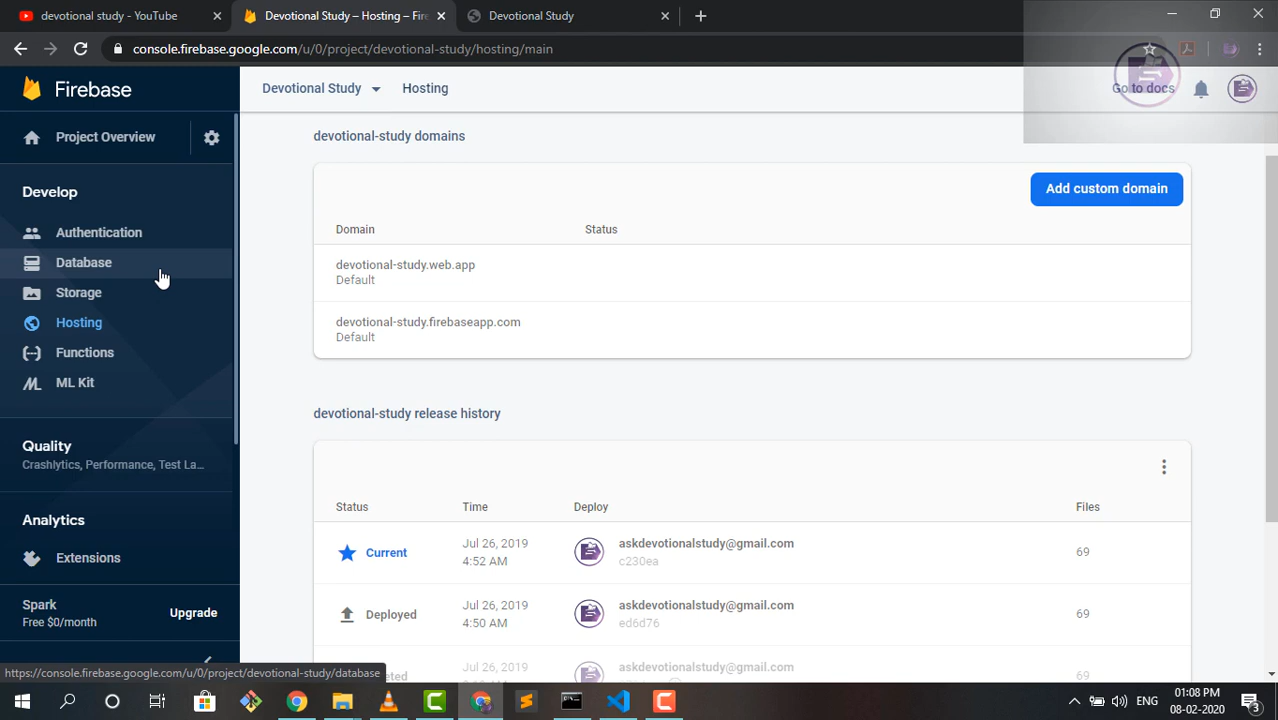 devotional study - YouTube
Devotional Study – Hosting – Fire
Devotional Study
console.firebase.google.com/u/0/project/devotional-study/hosting/main
Firebase
Devotional Study
Hosting
Go to docs
Project Overview
devotional-study domains
Develop
Add custom domain
Authentication
Domain
Status
Database
devotional-study.web.app
Default
Storage
Hosting
devotional-study.firebaseapp.com
Default
Functions
ML Kit
devotional-study release history
Quality
Crashlytics, Performance, Test La...
Status
Time
Deploy
Files
Analytics
Extensions
Current
Jul 26, 2019
4:52 AM
askdevotionalstudy@gmail.com
c230ea
69
Spark
Free $0/month
Upgrade
Deployed
Jul 26, 2019
4:50 AM
askdevotionalstudy@gmail.com
ed6d76
69
Jul 26, 2019
askdevotionalstudy@gmail.com
69
https://console.firebase.google.com/u/0/project/devotional-study/database
ENG
01:08 PM
08-02-2020
3